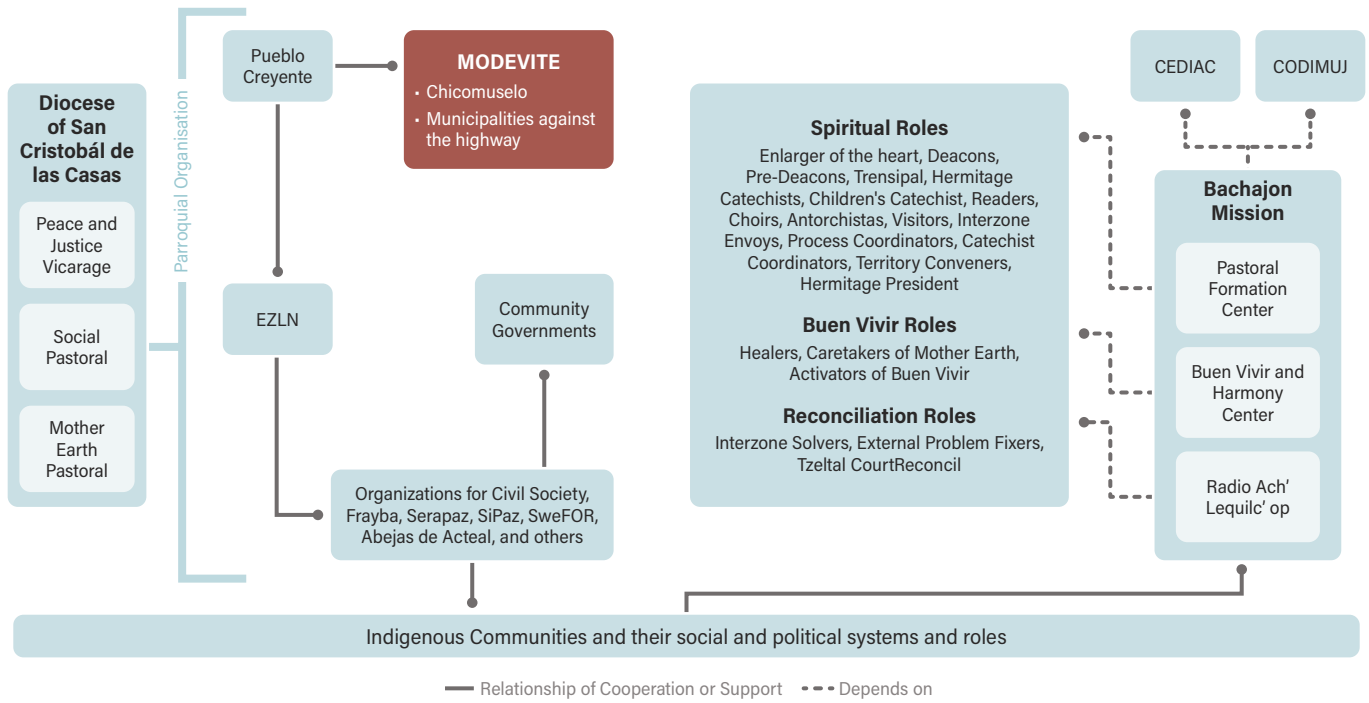 Diocese
of San
Cristobál de
las Casas
Peace and
Justice
Vicarage
Social
Pastoral
Mother
Earth
Pastoral
Parroquial Organisation
Pueblo
Creyente
MODEVITE
· Chicomuselo
· Municipalities against
the highway
EZLN
Community
Governments
Organizations for Civil Society,
Frayba, Serapaz, SiPaz, SweFOR,
Abejas de Acteal, and others
Spiritual Roles
Enlarger of the heart, Deacons,
Pre-Deacons, Trensipal, Hermitage
Catechists, Children's Catechist, Readers,
Choirs, Antorchistas, Visitors, Interzone
Envoys, Process Coordinators, Catechist
Coordinators, Territory Conveners,
Hermitage President
Buen Vivir Roles
Healers, Caretakers of Mother Earth,
Activators of Buen Vivir
Reconciliation Roles
Interzone Solvers, External Problem Fixers,
Tzeltal CourtReconcil
CEDIAC
CODIMUJ
Bachajon
Mission
Pastoral
Formation
Center
Buen Vivir and
Harmony
Center
Radio Ach’
Lequilc’ op
Indigenous Communities and their social and political systems and roles
Relationship of Cooperation or Support
Depends on